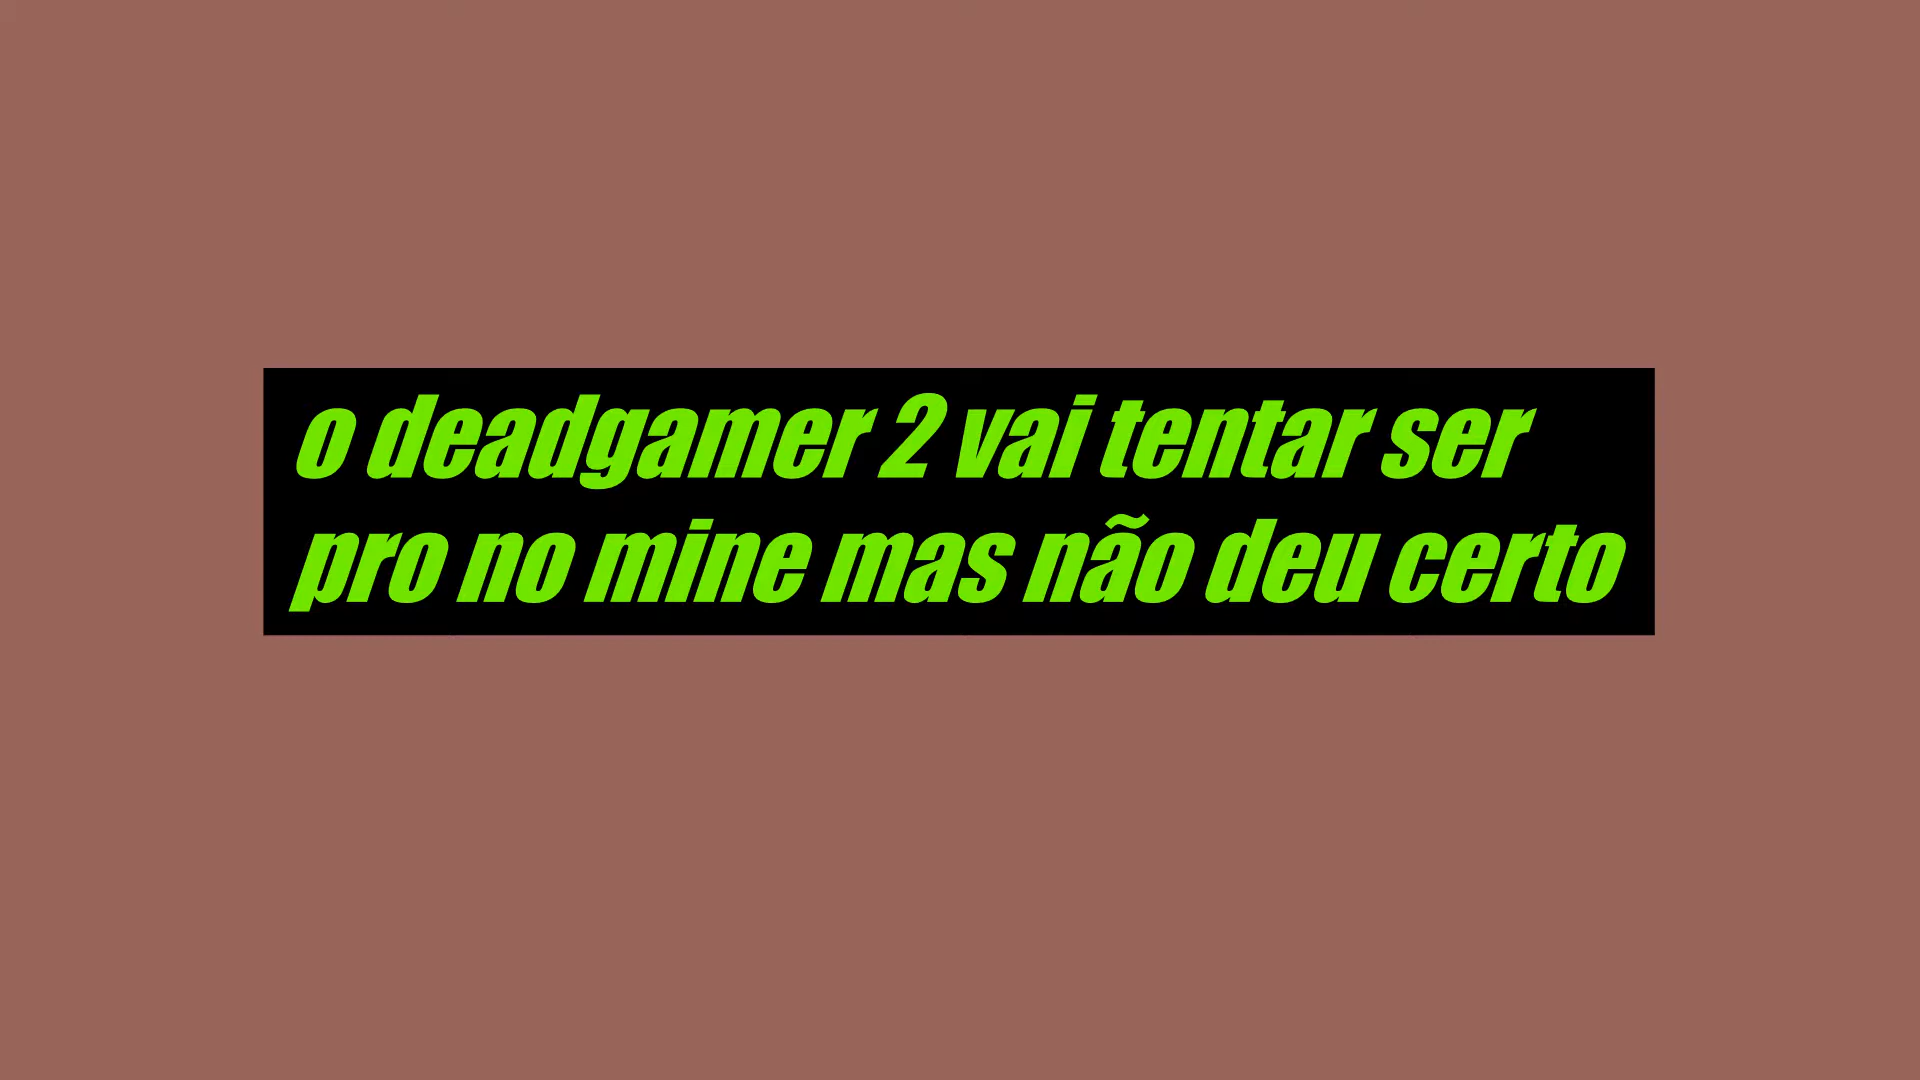 o deadgamer 2 vai tentar ser
pro no mine mas não deu certo